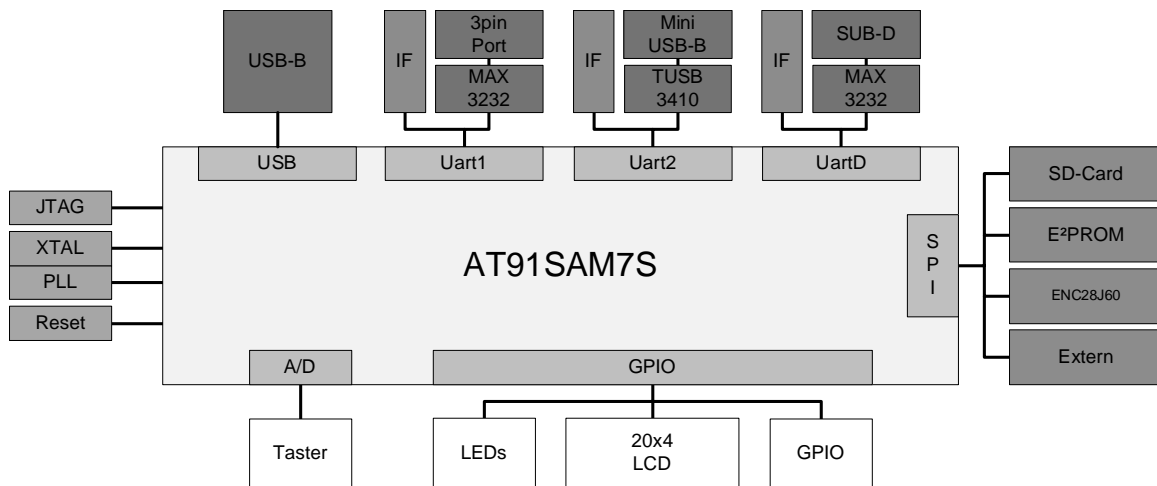 USB-B
IF
3pin
Port
MAX
3232
IF
Mini
USB-B
TUSB
3410
IF
SUB-D
MAX
3232
USB
Uart1
Uart2
UartD
JTAG
XTAL
PLL
Reset
AT91SAM7S
S
P
I
SD-Card
E²PROM
ENC28J60
Extern
A/D
GPIO
Taster
LEDs
20x4
LCD
GPIO